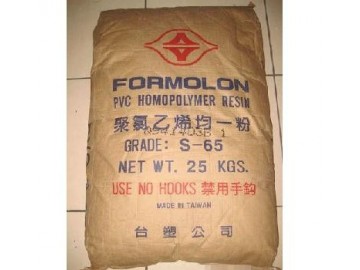 FORMOLON
PVC HOMOPOLYMER RESIN
聚氯乙烯均一粉
GRADE: S-65
NET WT. 25 KGS.
USE NO HOOKS 禁用手鈎
MADE IN TAIWAN
台塑公司